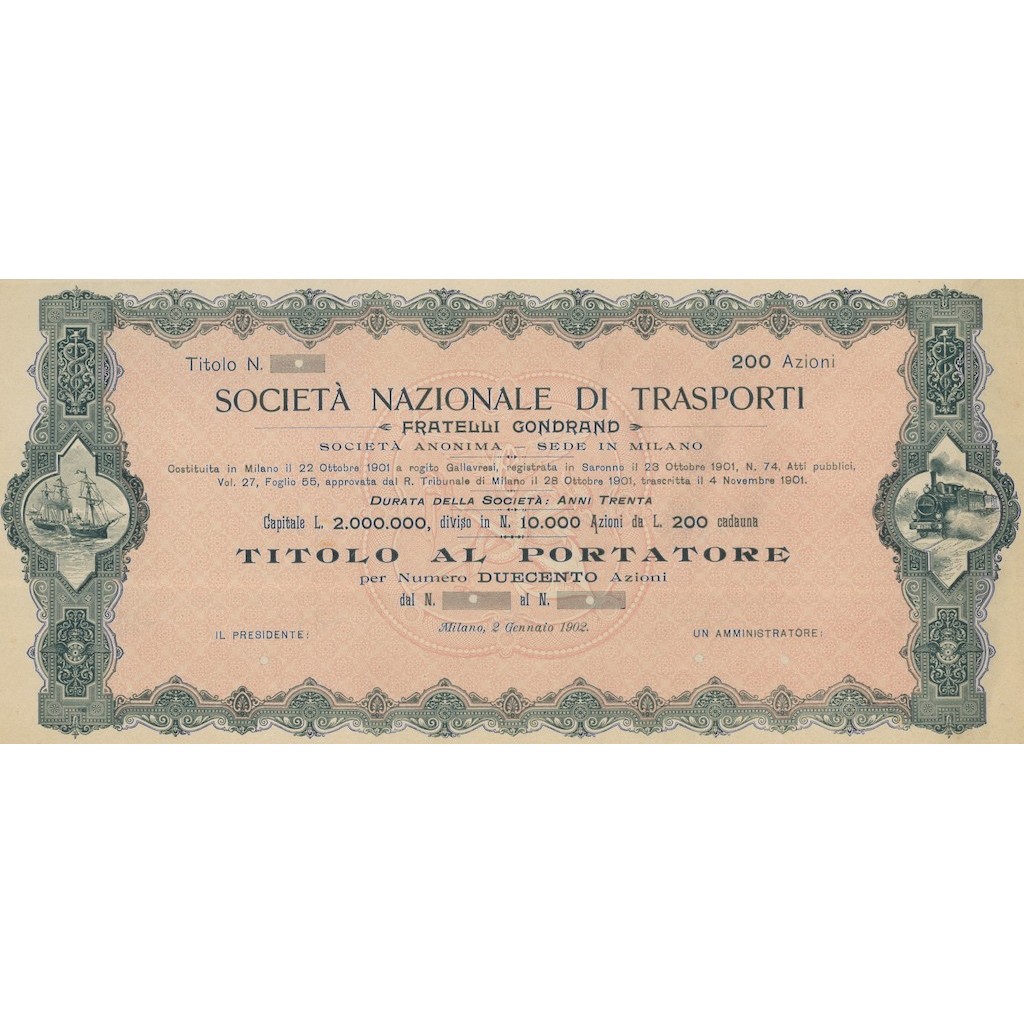 Titolo N.
200 Azioni
SOCIETÀ NAZIONALE DI TRASPORTI
FRATELLI GONDRAND
SOCIETÀ ANONIMA — SEDE IN MILANO
Costituita in Milano il 22 Ottobre 1901 a rogito Gallavresi, registrata in Saronno il 23 Ottobre 1901, N. 74, Atti pubblici,
Vol. 27, Foglio 55, approvata dal R. Tribunale di Milano il 28 Ottobre 1901, trascritta il 4 Novembre 1901.
DURATA DELLA SOCIETÀ: ANNI TRENTA
Capitale L. 2.000.000, diviso in N. 10.000 Azioni da L. 200 cadauna
TITOLO AL PORTATORE
per Numero DUECENTO Azioni
dal N. al N.
Milano, 2 Gennaio 1902.
IL PRESIDENTE:
UN AMMINISTRATORE: